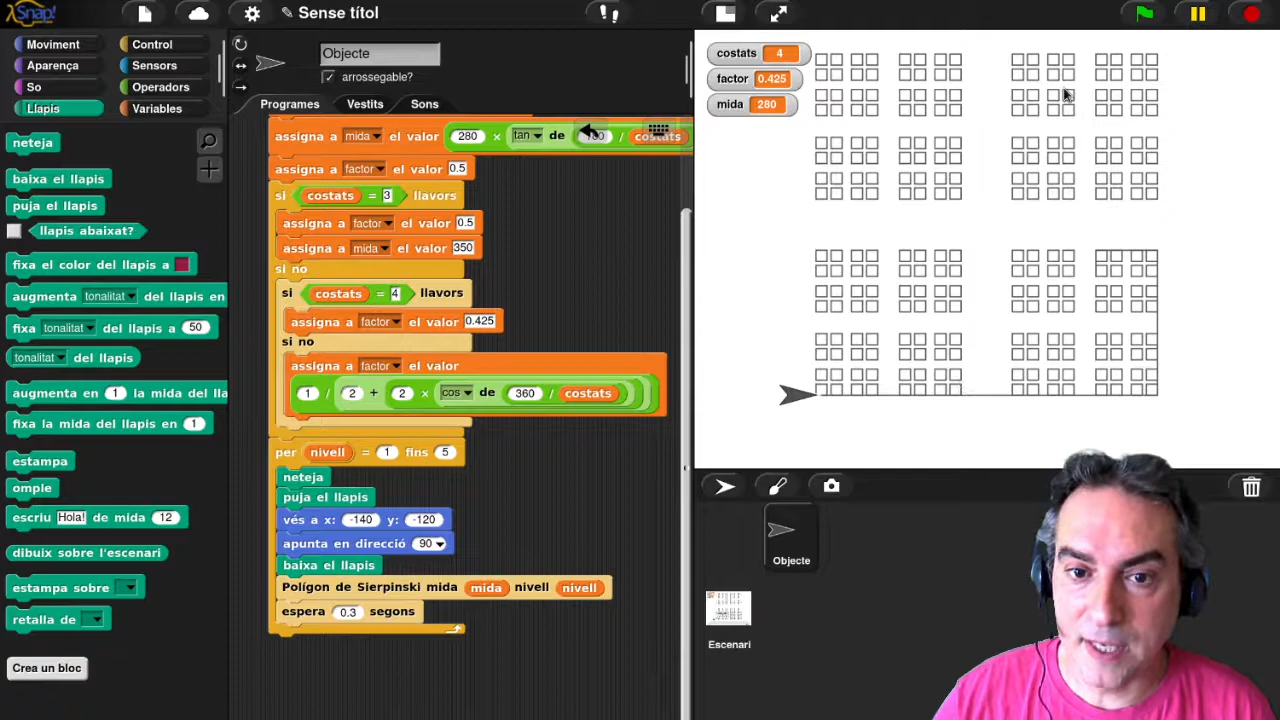 Snap!
Sense títol
Moviment
Control
Aparença
Sensors
So
Operadors
Llapis
Variables
neteja
baixa el llapis
puja el llapis
llapis abaixat?
fixa el color del llapis a
augmenta tonalitat del llapis en
fixa tonalitat del llapis a 50
tonalitat del llapis
augmenta en 1 la mida del llapis
fixa la mida del llapis en 1
estampa
omple
escriu Hola! de mida 12
dibuix sobre l'escenari
estampa sobre
retalla de
Crea un bloc
Objecte
arrossegable?
Programes
Vestits
Sons
assigna a mida el valor 280 × tan de / costats
assigna a factor el valor 0.5
si costats = 3 llavors
assigna a factor el valor 0.5
assigna a mida el valor 350
si no
si costats = 4 llavors
assigna a factor el valor 0.425
si no
assigna a factor el valor
1 / 2 + 2 × cos de 360 / costats
per nivell = 1 fins 5
neteja
puja el llapis
vés a x: -140 y: -120
apunta en direcció 90
baixa el llapis
Polígon de Sierpinski mida mida nivell nivell
espera 0.3 segons
costats 4
factor 0.425
mida 280
Objecte
Escenari